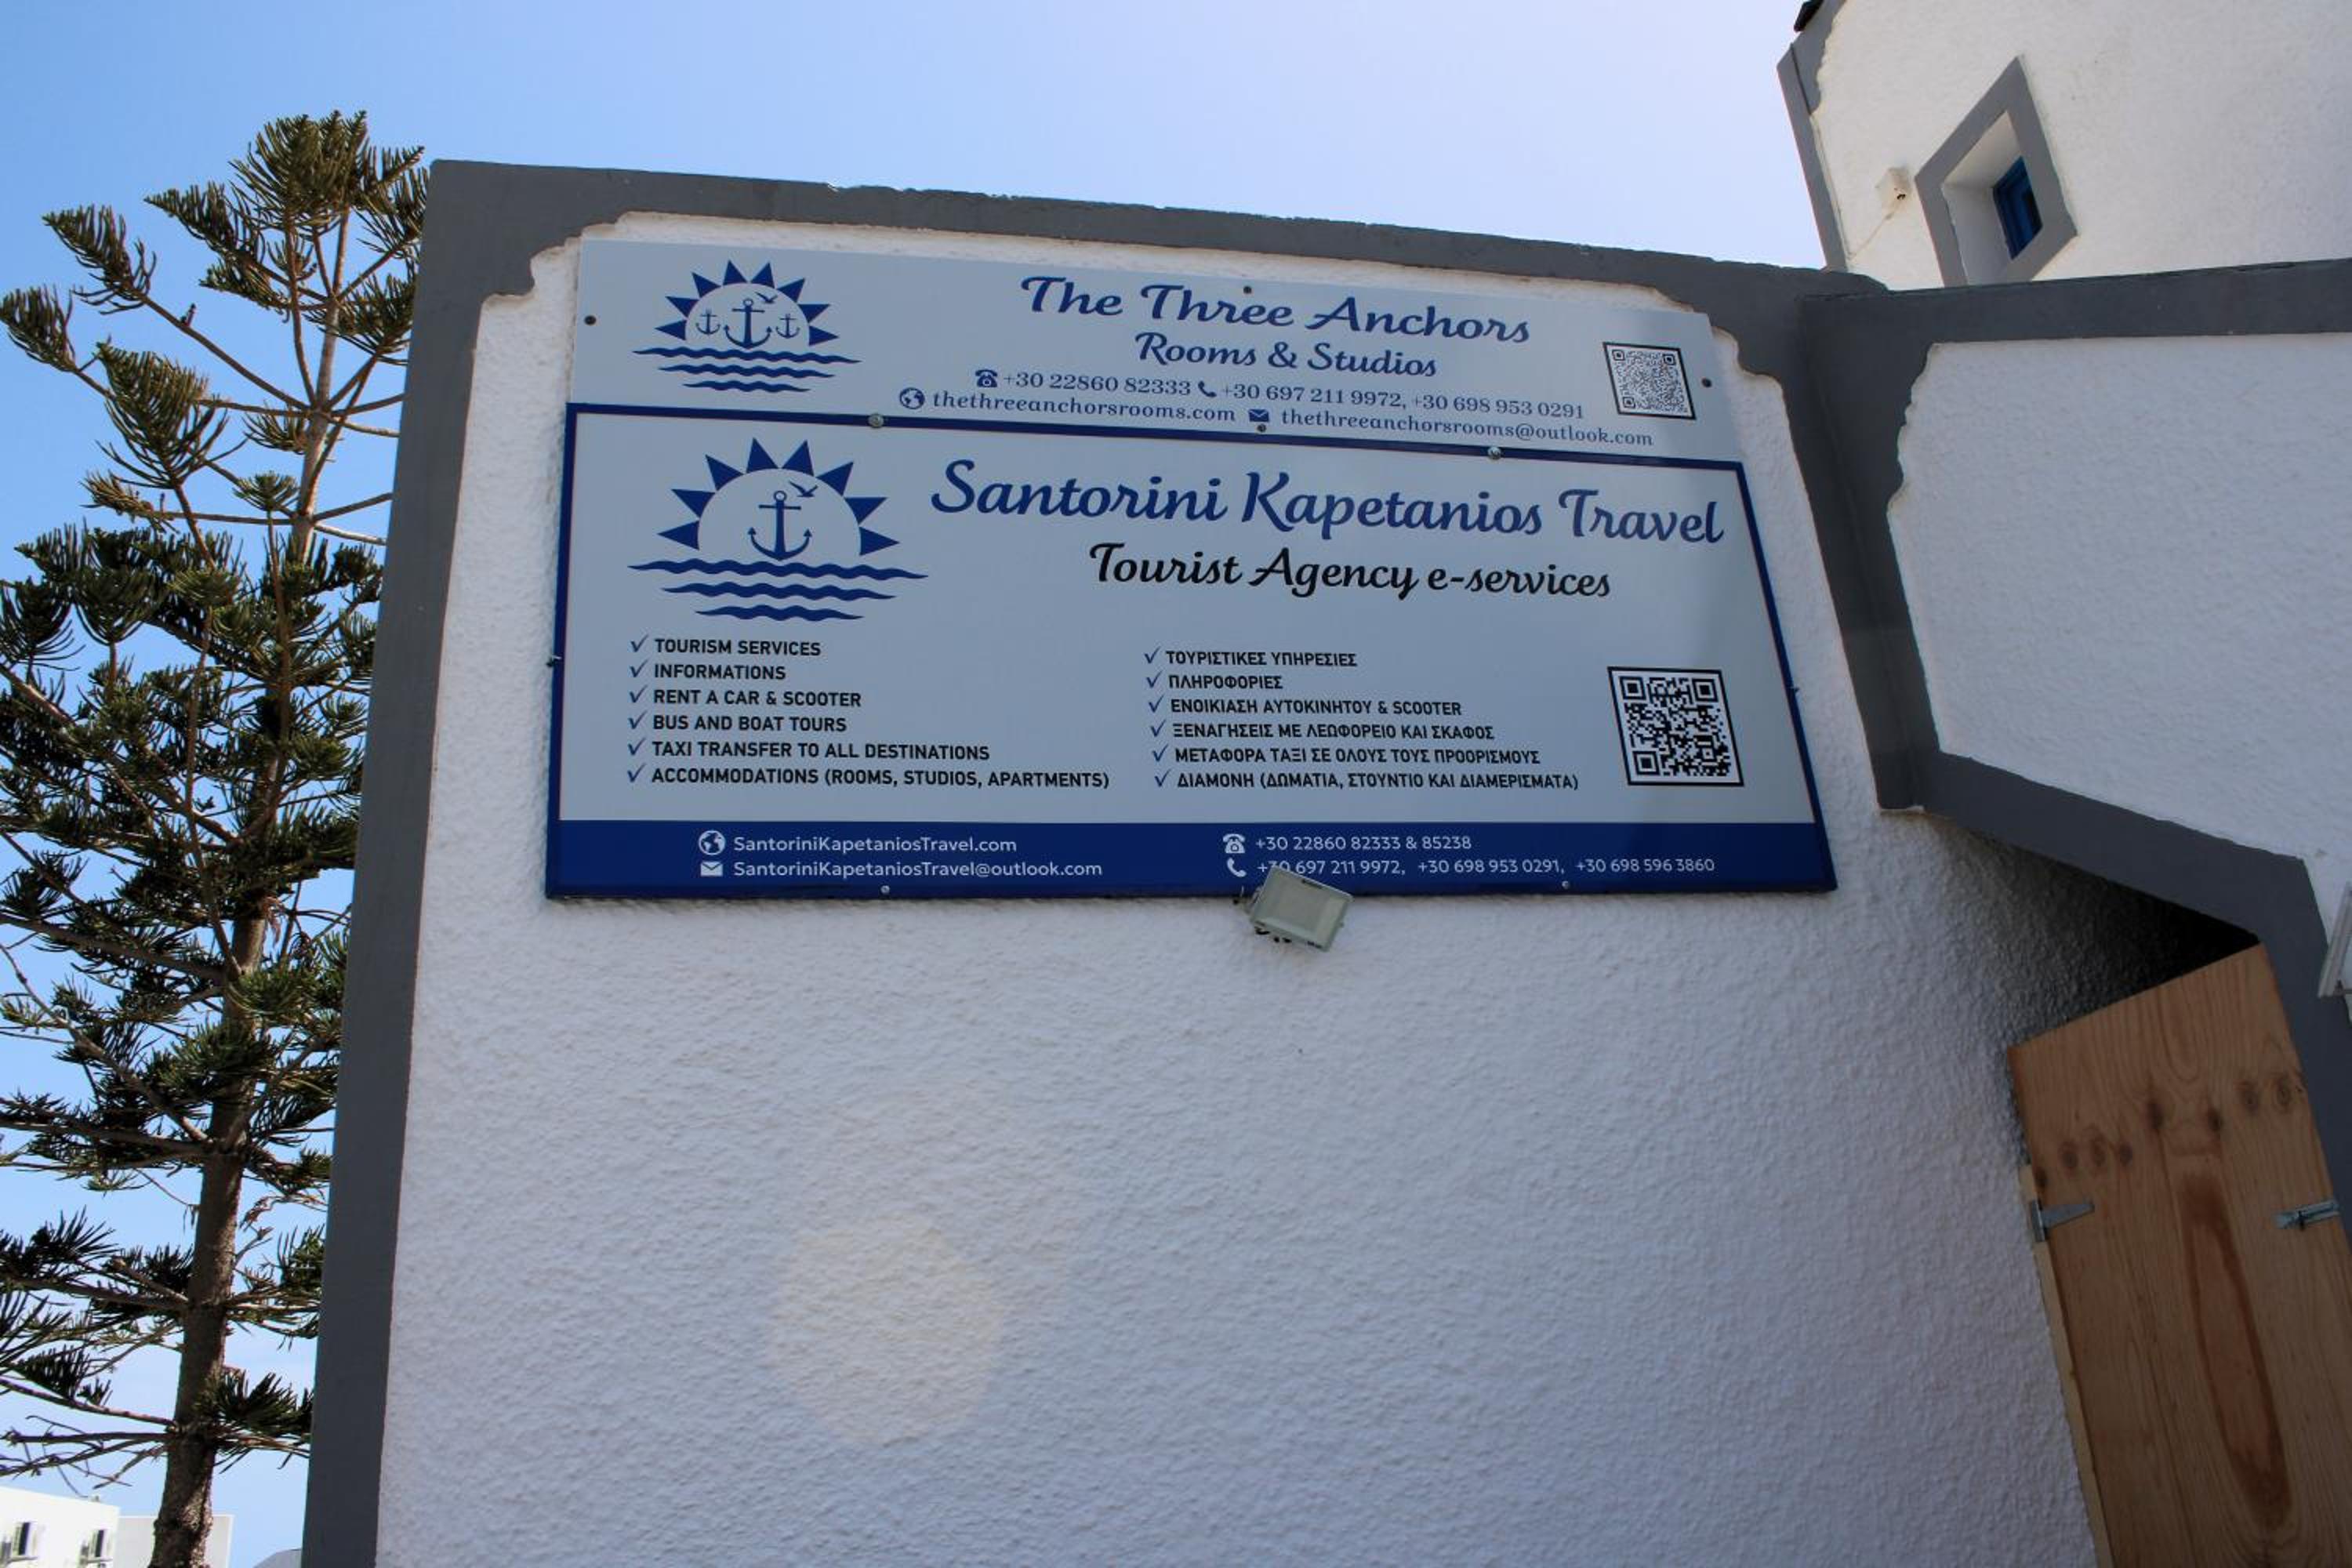 The Three Anchors
Rooms & Studios
+30 22860 82333 +30 697 211 9972, +30 698 953 0291
thethreeanchorsrooms.com thethreeanchorsrooms@outlook.com
Santorini Kapetanios Travel
Tourist Agency e-services
✓ TOURISM SERVICES
✓ INFORMATIONS
✓ RENT A CAR & SCOOTER
✓ BUS AND BOAT TOURS
✓ TAXI TRANSFER TO ALL DESTINATIONS
✓ ACCOMMODATIONS (ROOMS, STUDIOS, APARTMENTS)
✓ ΤΟΥΡΙΣΤΙΚΕΣ ΥΠΗΡΕΣΙΕΣ
✓ ΠΛΗΡΟΦΟΡΙΕΣ
✓ ΕΝΟΙΚΙΑΣΗ ΑΥΤΟΚΙΝΗΤΟΥ & SCOOTER
✓ ΞΕΝΑΓΗΣΕΙΣ ΜΕ ΛΕΩΦΟΡΕΙΟ ΚΑΙ ΣΚΑΦΟΣ
✓ ΜΕΤΑΦΟΡΑ ΤΑΞΙ ΣΕ ΟΛΟΥΣ ΤΟΥΣ ΠΡΟΟΡΙΣΜΟΥΣ
✓ ΔΙΑΜΟΝΗ (ΔΩΜΑΤΙΑ, ΣΤΟΥΝΤΙΟ ΚΑΙ ΔΙΑΜΕΡΙΣΜΑΤΑ)
SantoriniKapetaniosTravel.com
SantoriniKapetaniosTravel@outlook.com
+30 22860 82333 & 85238
+30 697 211 9972, +30 698 953 0291, +30 698 596 3860